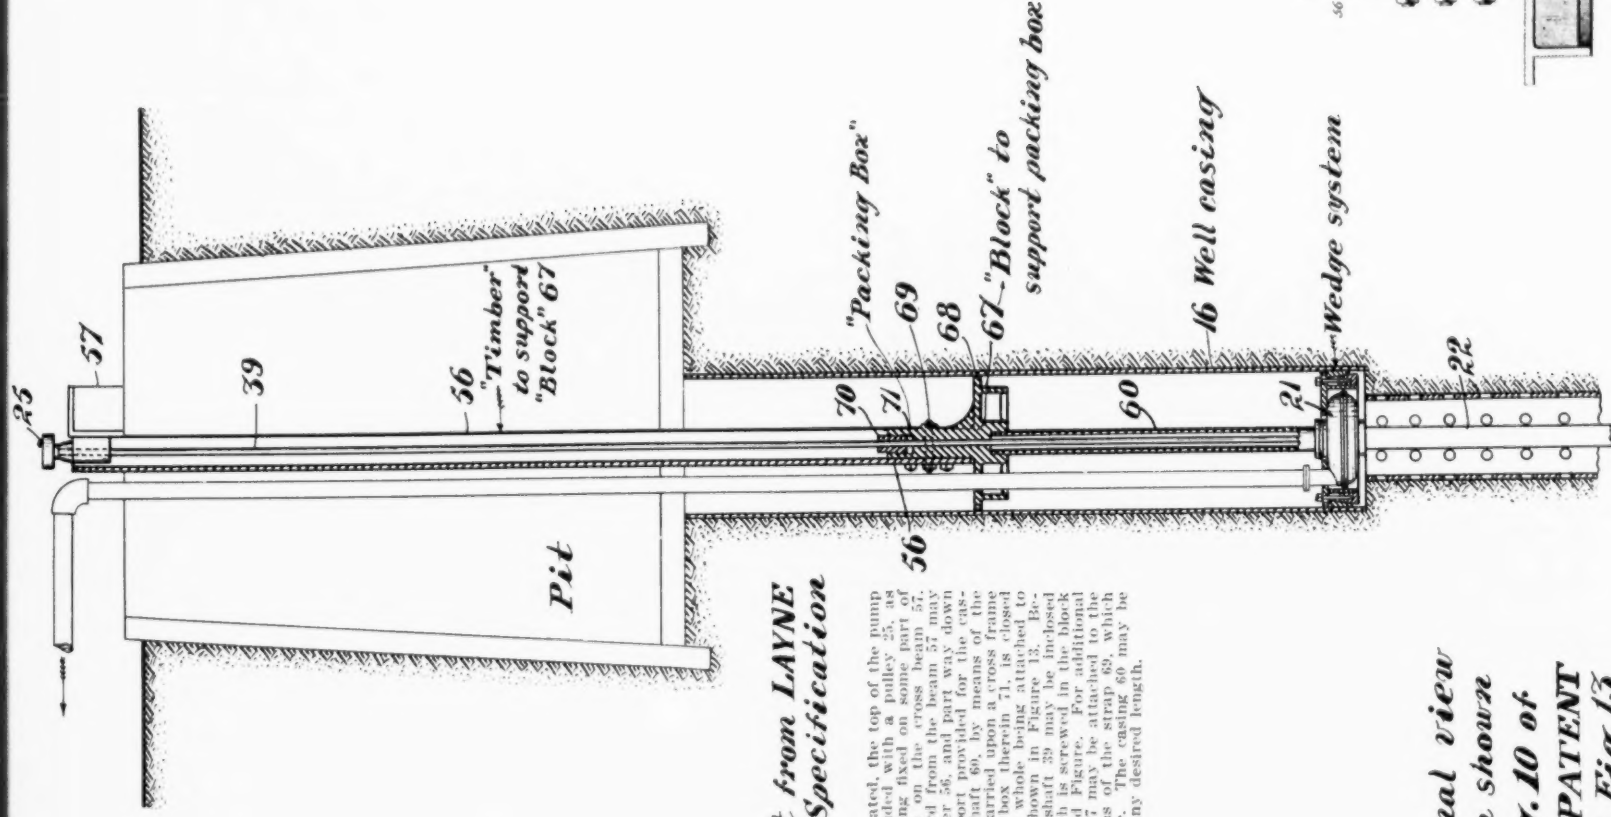 25
57
39
56
"Timber"
to support
"Block" 67
Pit
"Packing Box"
70
71
69
68
67 - "Block" to
support packing box
56
60
16 Well casing
21
Wedge system
22
56
from LAYNE
Specification
ated, the top of the pump
ded with a pulley 25, as
ng fixed on some part of
on the cross beam 57.
d from the beam 57 may
er 56, and part way down
ort provided for the cas-
haft 60, by means of the
arried upon a cross frame
box therein 71, is closed
whole being attached to
hown in Figure 13. Be-
shaft 39 may be inclosed
h is screwed in the block
d Figure. For additional
7 may be attached to the
s of the strap 69, which
. The casing 60 may be
ny desired length.
nal view
shown
.10 of
PATENT
Fig.13